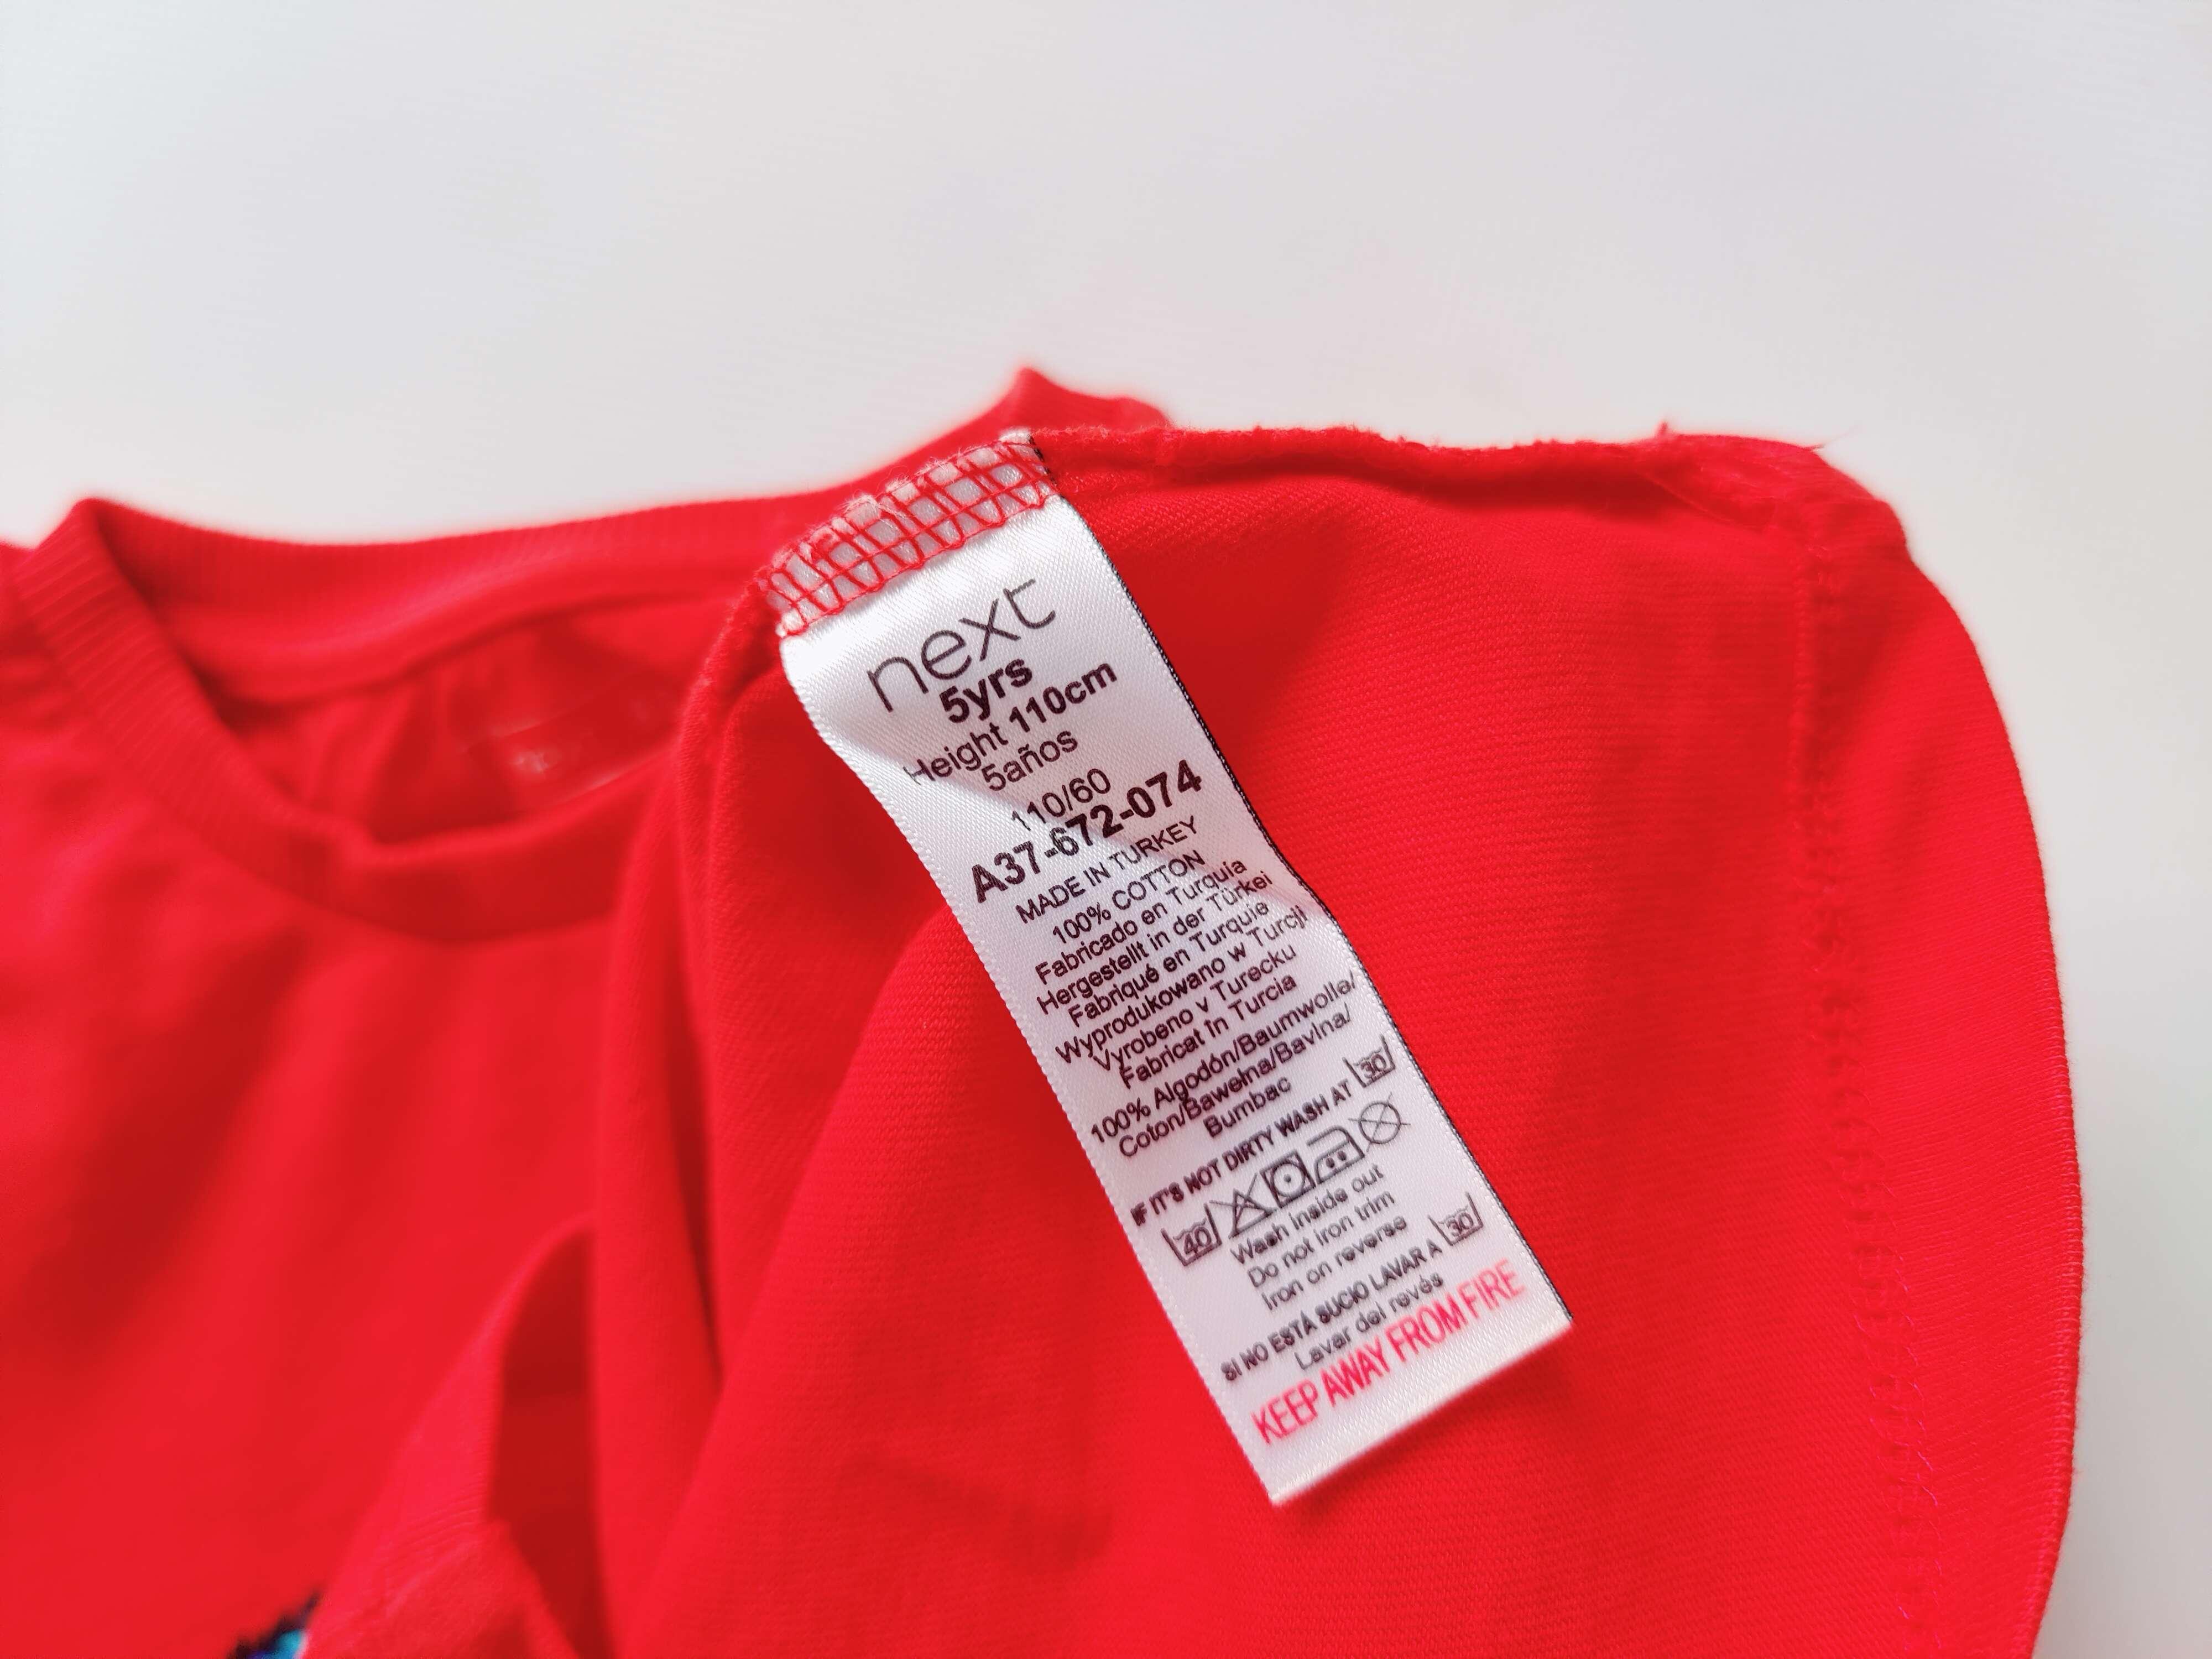 next
5yrs
Height 110cm
5años
110/60
A37-672-074
MADE IN TURKEY
100% COTTON
Fabricado en Turquía
Hergestellt in der Türkei
Fabriqué en Turquie
Wyprodukowano w Turcji
Vyrobeno v Turecku
Fabricat în Turcia
100% Algodón/Baumwolle/
Coton/Bawełna/Bavlna/
Bumbac
IF IT'S NOT DIRTY WASH AT 30
40
Wash inside out
Do not iron trim
Iron on reverse
SI NO ESTÁ SUCIO LAVAR A 30
Lavar del revés
KEEP AWAY FROM FIRE